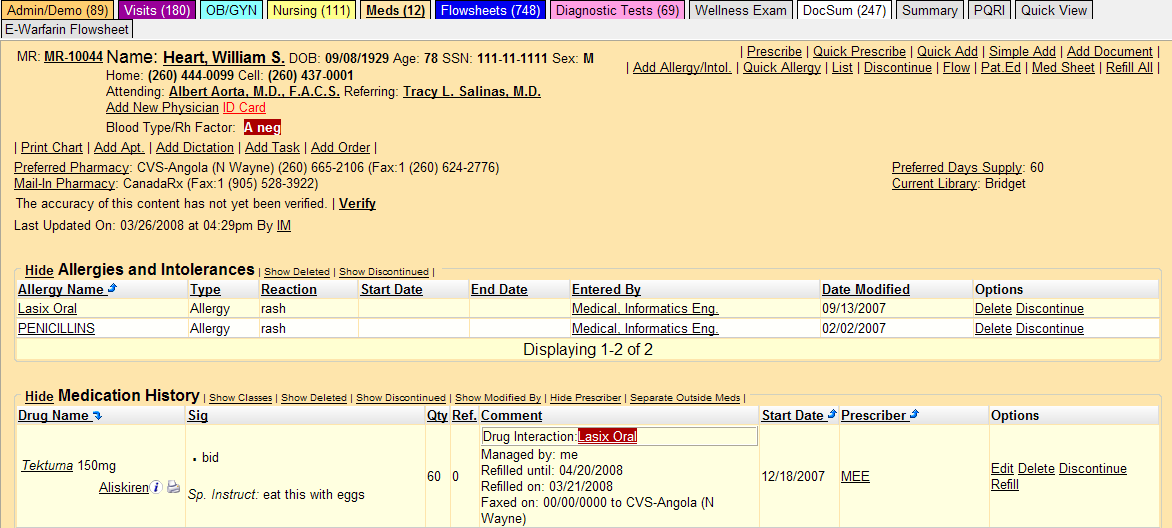 Admin/Demo (89) Visits (180) OB/GYN Nursing (111) Meds (12) Flowsheets (748) Diagnostic Tests (69) Wellness Exam DocSum (247) Summary PQRI Quick View
E-Warfarin Flowsheet
MR: MR-10044 Name: Heart, William S. DOB: 09/08/1929 Age: 78 SSN: 111-11-1111 Sex: M
| Prescribe | Quick Prescribe | Quick Add | Simple Add | Add Document |
| Add Allergy/Intol. | Quick Allergy | List | Discontinue | Flow | Pat.Ed | Med Sheet | Refill All |
Home: (260) 444-0099 Cell: (260) 437-0001
Attending: Albert Aorta, M.D., F.A.C.S. Referring: Tracy L. Salinas, M.D.
Add New Physician ID Card
Blood Type/Rh Factor: A neg
| Print Chart | Add Apt. | Add Dictation | Add Task | Add Order |
Preferred Pharmacy: CVS-Angola (N Wayne) (260) 665-2106 (Fax:1 (260) 624-2776)
Mail-In Pharmacy: CanadaRx (Fax:1 (905) 528-3922)
Preferred Days Supply: 60
Current Library: Bridget
The accuracy of this content has not yet been verified. | Verify
Last Updated On: 03/26/2008 at 04:29pm By IM
Hide Allergies and Intolerances | Show Deleted | Show Discontinued |
Allergy Name Type Reaction Start Date End Date Entered By Date Modified Options
Lasix Oral Allergy rash Medical, Informatics Eng. 09/13/2007 Delete Discontinue
PENICILLINS Allergy rash Medical, Informatics Eng. 02/02/2007 Delete Discontinue
Displaying 1-2 of 2
Hide Medication History | Show Classes | Show Deleted | Show Discontinued | Show Modified By | Hide Prescriber | Separate Outside Meds |
Drug Name Sig Qty Ref. Comment Start Date Prescriber Options
Tekturna 150mg
Aliskiren
• bid
Sp. Instruct: eat this with eggs
60 0
Drug Interaction:Lasix Oral
Managed by: me
Refilled until: 04/20/2008
Refilled on: 03/21/2008
Faxed on: 00/00/0000 to CVS-Angola (N
Wayne)
12/18/2007 MEE
Edit Delete Discontinue
Refill